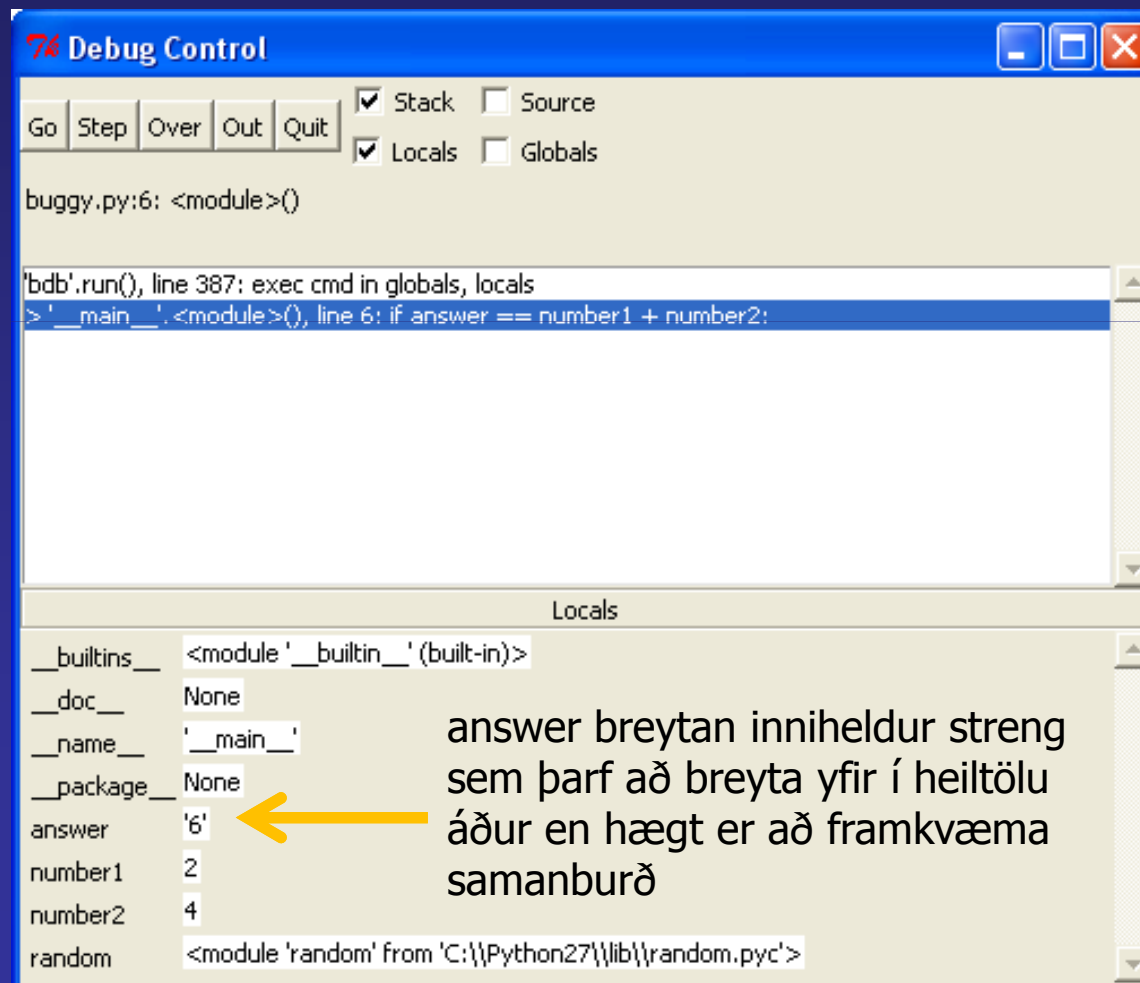 Debug Control
Go Step Over Out Quit
Stack Source
Locals Globals
buggy.py:6: <module>()
'bdb'.run(), line 387: exec cmd in globals, locals
> '__main__'.<module>(), line 6: if answer == number1 + number2:
Locals
__builtins__ <module '__builtin__' (built-in)>
__doc__ None
__name__ '__main__'
__package__ None
answer '6'
number1 2
number2 4
random <module 'random' from 'C:\\Python27\\lib\\random.pyc'>
answer breytan inniheldur streng
sem þarf að breyta yfir í heiltölu
áður en hægt er að framkvæma
samanburð